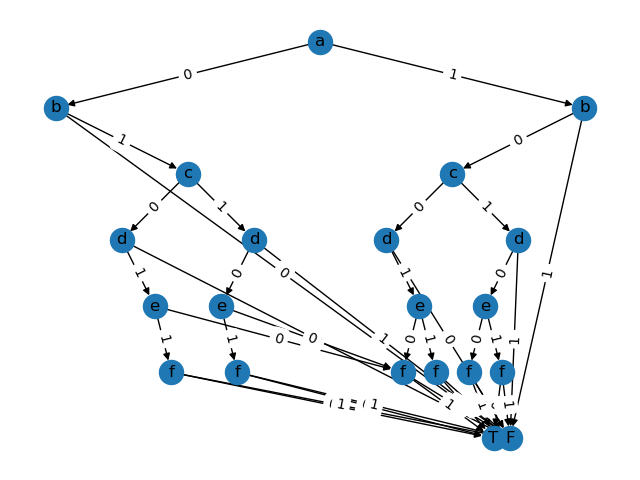 a
0 1
b b
1 0
c c
0 1 0 1
d d d d
1 0 0 1 0
e e e e
1 1 0 0 1 0 1 0 1 0 1 1
f f f f f f
1 1 1 1
T F